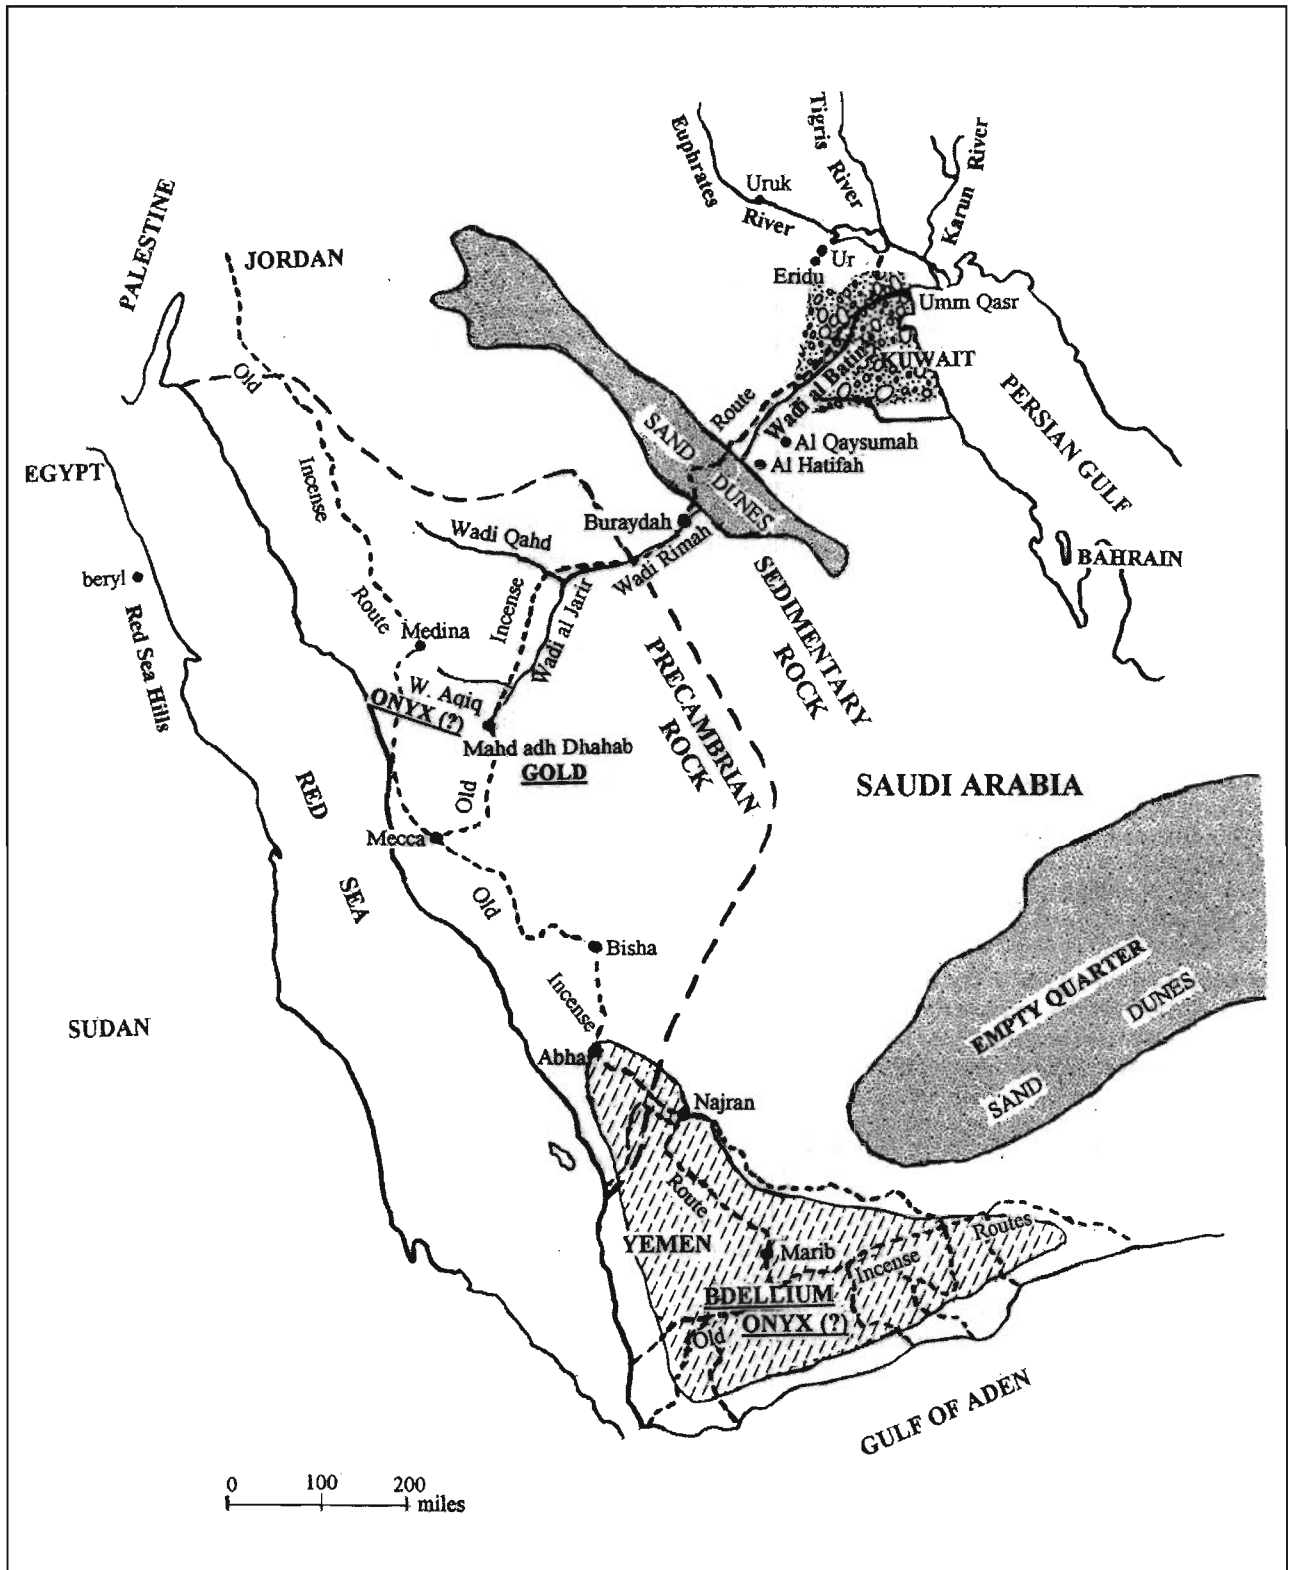 Euphrates
River
Tigris
River
Karun River
Uruk
Ur
Eridu
Umm Qasr
PALESTINE
JORDAN
KUWAIT
Wadi al Batin
Route
Old
Incense
Route
PERSIAN GULF
SAND
DUNES
Al Qaysumah
Al Hatifah
EGYPT
beryl
Red Sea Hills
Buraydah
Wadi Qahd
Wadi Rimah
BAHRAIN
SEDIMENTARY
ROCK
Incense
Wadi al Jarir
Medina
W. Aqiq
ONYX (?)
PRECAMBRIAN
ROCK
Mahd adh Dhahab
GOLD
Old
RED
SEA
SAUDI ARABIA
Mecca
Old
Bisha
Incense
EMPTY QUARTER
SAND
DUNES
SUDAN
Abha
Najran
Route
YEMEN
Marib
Incense
Routes
BDELLIUM
ONYX (?)
Old
GULF OF ADEN
0 100 200
miles